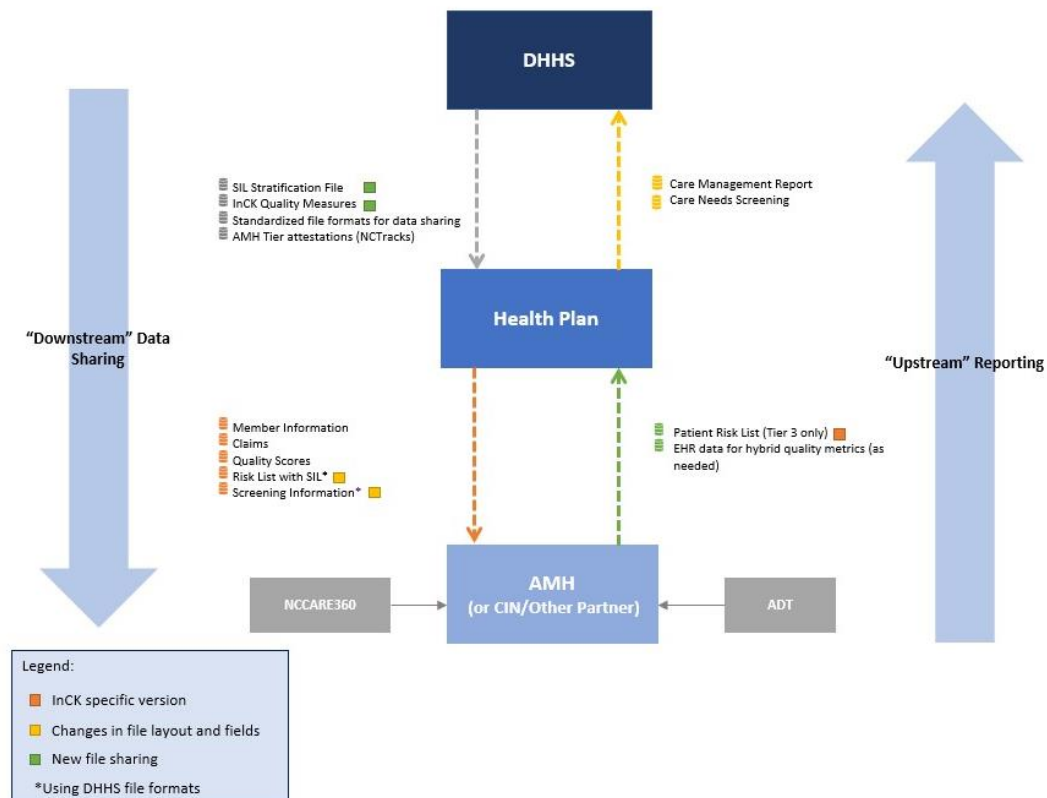 DHHS
SIL Stratification File
InCK Quality Measures
Standardized file formats for data sharing
AMH Tier attestations (NCTracks)
Care Management Report
Care Needs Screening
Health Plan
"Downstream" Data
Sharing
"Upstream" Reporting
Member Information
Claims
Quality Scores
Risk List with SIL*
Screening Information*
Patient Risk List (Tier 3 only)
EHR data for hybrid quality metrics (as
needed)
NCCARE360
AMH
(or CIN/Other Partner)
ADT
Legend:
InCK specific version
Changes in file layout and fields
New file sharing
*Using DHHS file formats